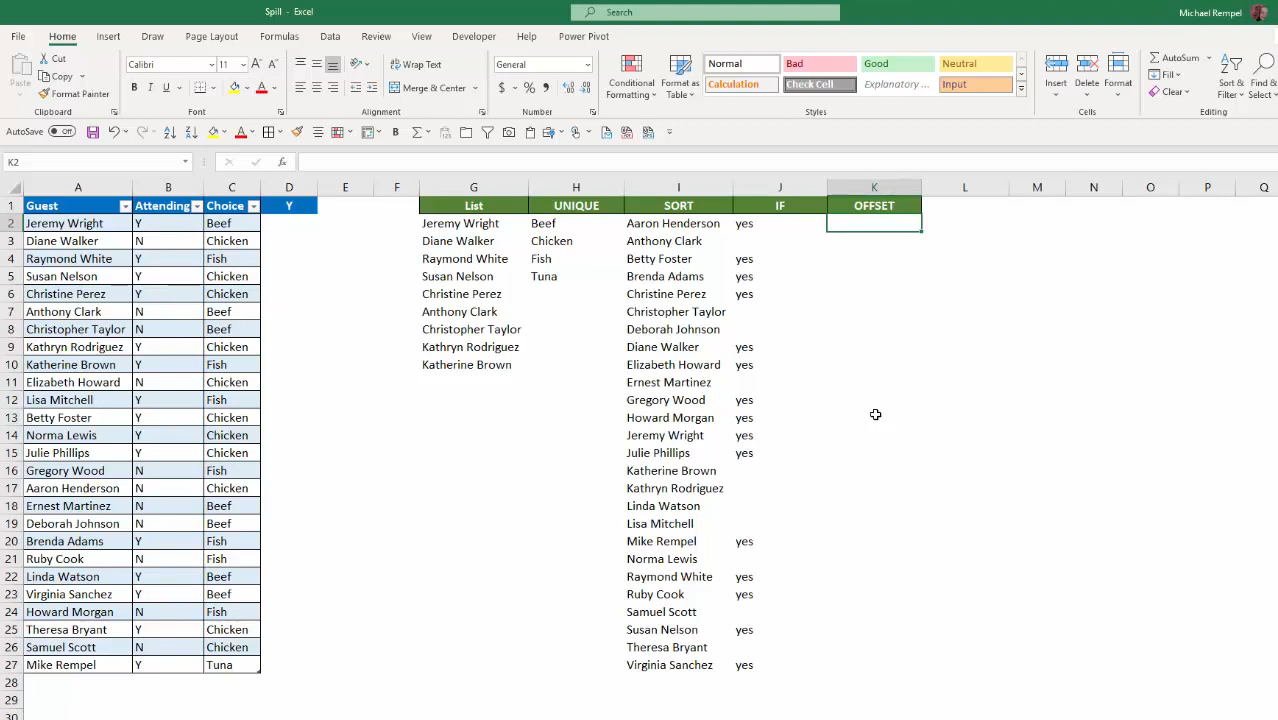 Spill - Excel
Search
Michael Rempel
File Home Insert Draw Page Layout Formulas Data Review View Developer Help Power Pivot
Paste
Cut
Copy
Format Painter
Clipboard
Calibri 11
B I U
Font
Wrap Text
Merge & Center
Alignment
General
$ % ,
Number
Conditional Formatting
Format as Table
Normal Bad Good Neutral
Calculation Check Cell Explanatory ... Input
Styles
Insert Delete Format
Cells
AutoSum
Fill
Clear
Sort & Filter
Find & Select
Editing
AutoSave Off
K2 fx
A B C D E F G H I J K L M N O P Q
1 Guest Attending Choice Y List UNIQUE SORT IF OFFSET
2 Jeremy Wright Y Beef Jeremy Wright Beef Aaron Henderson yes
3 Diane Walker N Chicken Diane Walker Chicken Anthony Clark
4 Raymond White Y Fish Raymond White Fish Betty Foster yes
5 Susan Nelson Y Chicken Susan Nelson Tuna Brenda Adams yes
6 Christine Perez Y Chicken Christine Perez Christine Perez yes
7 Anthony Clark N Beef Anthony Clark Christopher Taylor
8 Christopher Taylor N Beef Christopher Taylor Deborah Johnson
9 Kathryn Rodriguez Y Chicken Kathryn Rodriguez Diane Walker yes
10 Katherine Brown Y Fish Katherine Brown Elizabeth Howard yes
11 Elizabeth Howard N Chicken Ernest Martinez
12 Lisa Mitchell Y Fish Gregory Wood yes
13 Betty Foster Y Chicken Howard Morgan yes
14 Norma Lewis Y Chicken Jeremy Wright yes
15 Julie Phillips Y Chicken Julie Phillips yes
16 Gregory Wood N Fish Katherine Brown
17 Aaron Henderson N Chicken Kathryn Rodriguez
18 Ernest Martinez N Beef Linda Watson
19 Deborah Johnson N Beef Lisa Mitchell
20 Brenda Adams Y Fish Mike Rempel yes
21 Ruby Cook N Fish Norma Lewis
22 Linda Watson Y Beef Raymond White yes
23 Virginia Sanchez Y Beef Ruby Cook yes
24 Howard Morgan N Fish Samuel Scott
25 Theresa Bryant Y Chicken Susan Nelson yes
26 Samuel Scott N Chicken Theresa Bryant
27 Mike Rempel Y Tuna Virginia Sanchez yes
28
29
30